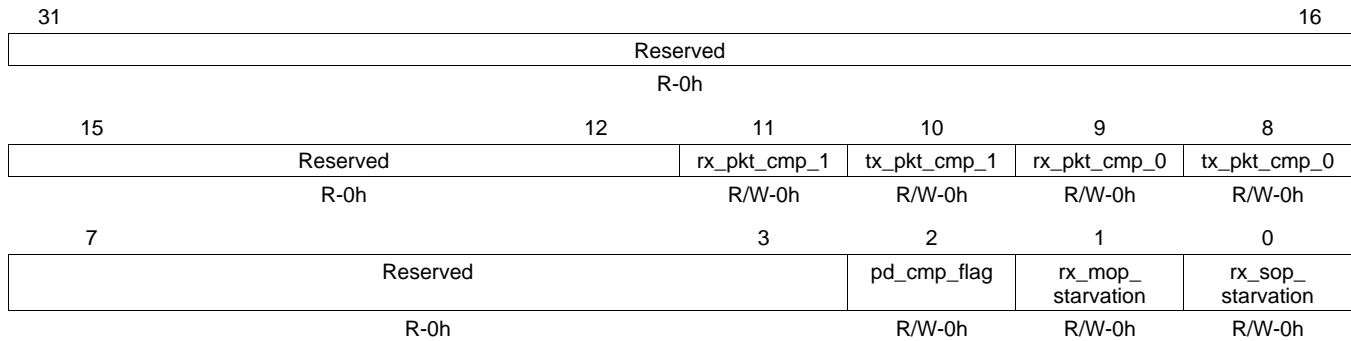 31 16
Reserved
R-0h
15 12 11 10 9 8
Reserved rx_pkt_cmp_1 tx_pkt_cmp_1 rx_pkt_cmp_0 tx_pkt_cmp_0
R-0h R/W-0h R/W-0h R/W-0h R/W-0h
7 3 2 1 0
Reserved pd_cmp_flag rx_mop_ rx_sop_
starvation starvation
R-0h R/W-0h R/W-0h R/W-0h